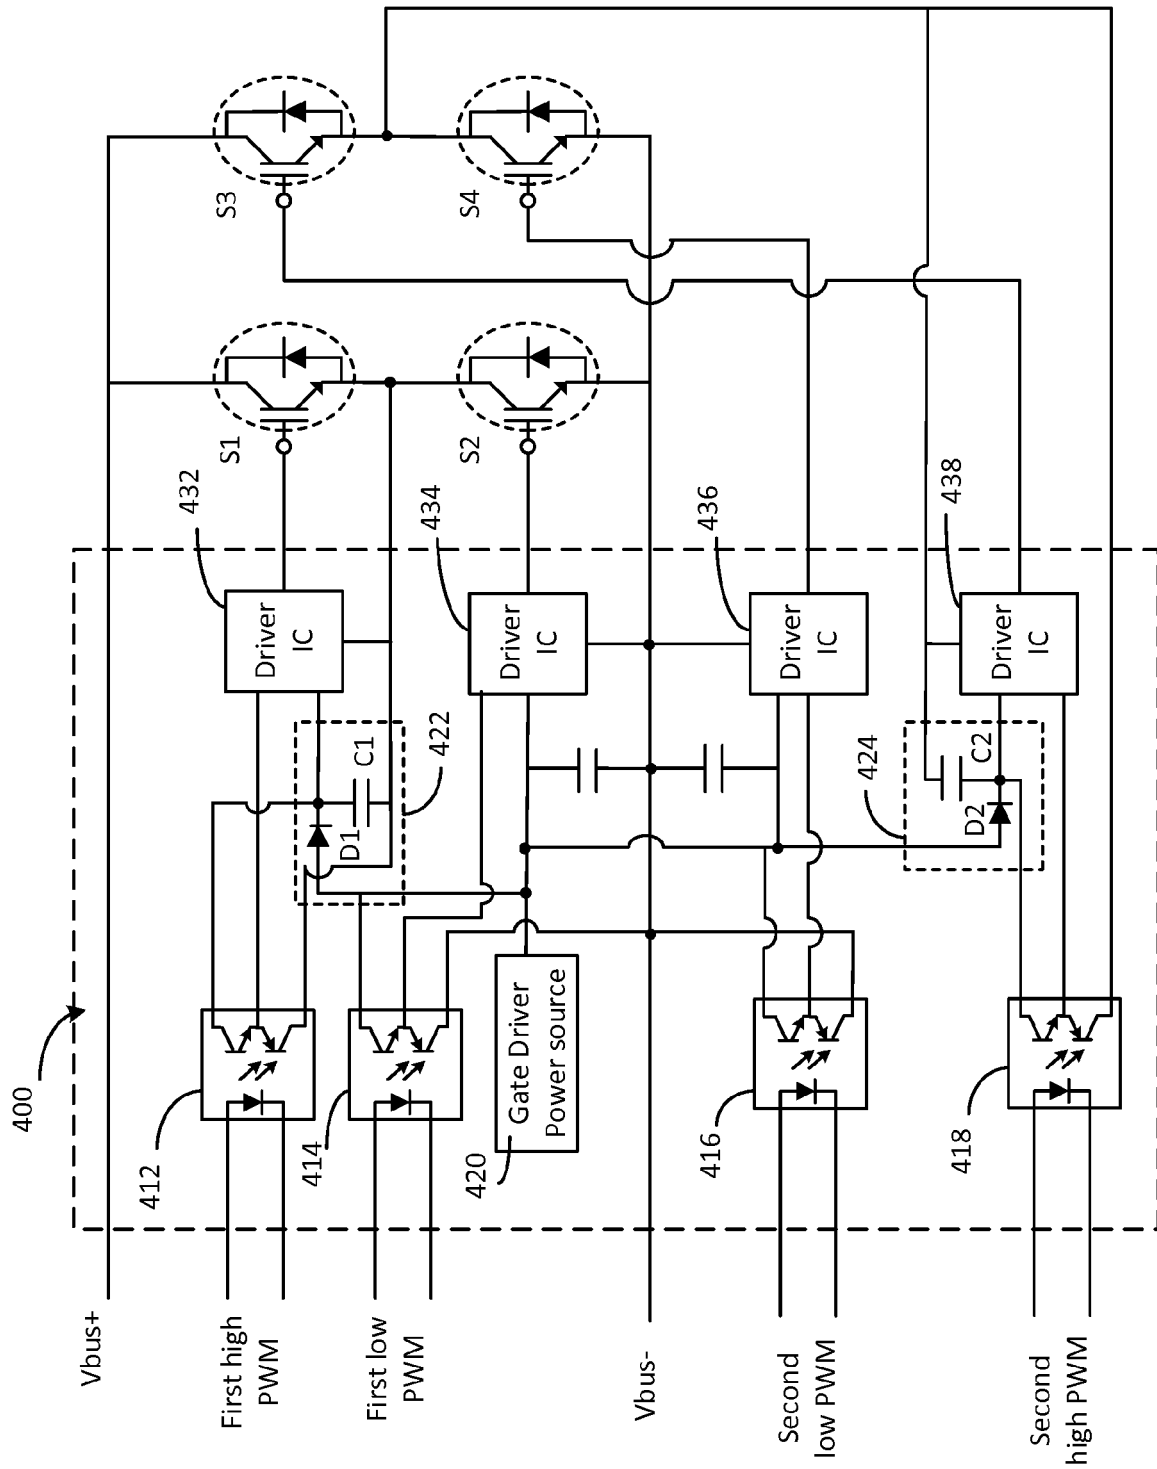 400
Vbus+
First high
PWM
First low
PWM
Vbus-
Second
low PWM
Second
high PWM
412
414
416
418
420
Gate Driver
Power source
D1
C1
422
424
D2
C2
Driver
IC
432
Driver
IC
434
Driver
IC
436
Driver
IC
438
S1
S2
S3
S4